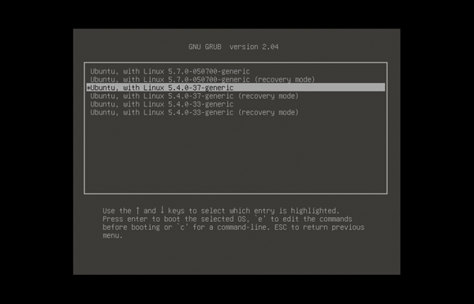 GNU GRUB version 2.04
Ubuntu, with Linux 5.7.0-050700-generic
Ubuntu, with Linux 5.7.0-050700-generic (recovery mode)
*Ubuntu, with Linux 5.4.0-37-generic
Ubuntu, with Linux 5.4.0-37-generic (recovery mode)
Ubuntu, with Linux 5.4.0-33-generic
Ubuntu, with Linux 5.4.0-33-generic (recovery mode)
Use the ↑ and ↓ keys to select which entry is highlighted.
Press enter to boot the selected OS, `e' to edit the commands
before booting or `c' for a command-line. ESC to return previous
menu.